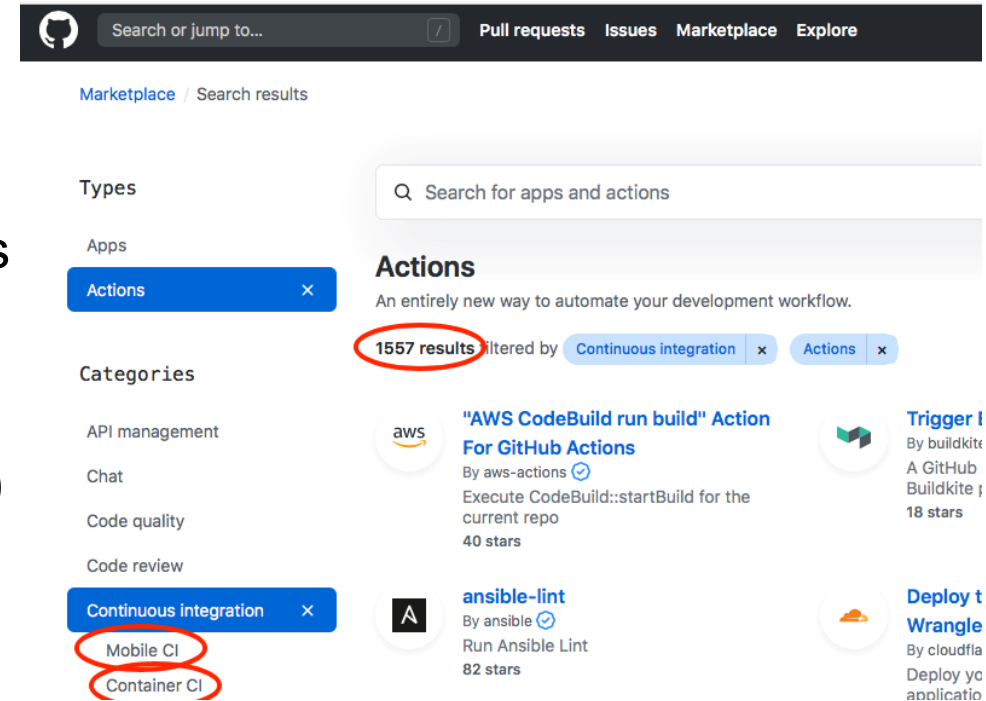 Search or jump to... / Pull requests Issues Marketplace Explore
Marketplace / Search results
Types
Apps
Actions ×
Categories
API management
Chat
Code quality
Code review
Continuous integration ×
Mobile CI
Container CI
Search for apps and actions
Actions
An entirely new way to automate your development workflow.
1557 results filtered by Continuous integration × Actions ×
aws
"AWS CodeBuild run build" Action
For GitHub Actions
By aws-actions
Execute CodeBuild::startBuild for the
current repo
40 stars
Trigger
By buildkite
A GitHub
Buildkite
18 stars
A
ansible-lint
By ansible
Run Ansible Lint
82 stars
Deploy
By
Deploy
s
)